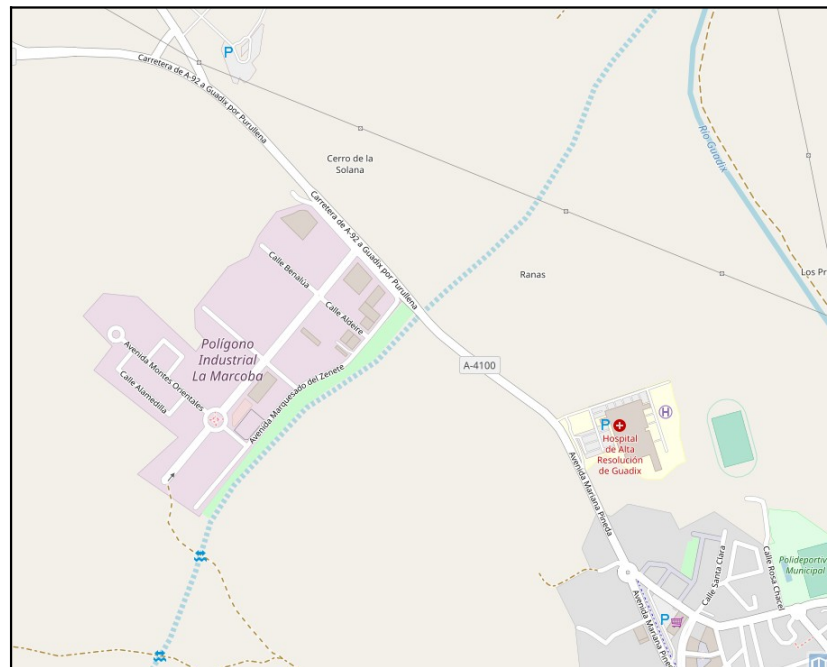 P
Carretera de A-92 a Guadix por Purullena
Río Guadix
Cerro de la
Solana
Carretera de A-92 a Guadix por Purullena
Ranas
Los Pr
Calle Benalúa
Calle Aldeire
Polígono
Industrial
La Marcoba
Avenida Montes Orientales
Calle Alamedilla
Avenida Marquesado del Zenete
A-4100
P
H
Hospital
de Alta
Resolución
de Guadix
Avenida Mariana Pineda
Calle Santa Clara
Calle Rosa Chacel
Polideportiv
Municipal
Avenida Mariana Pineda
P